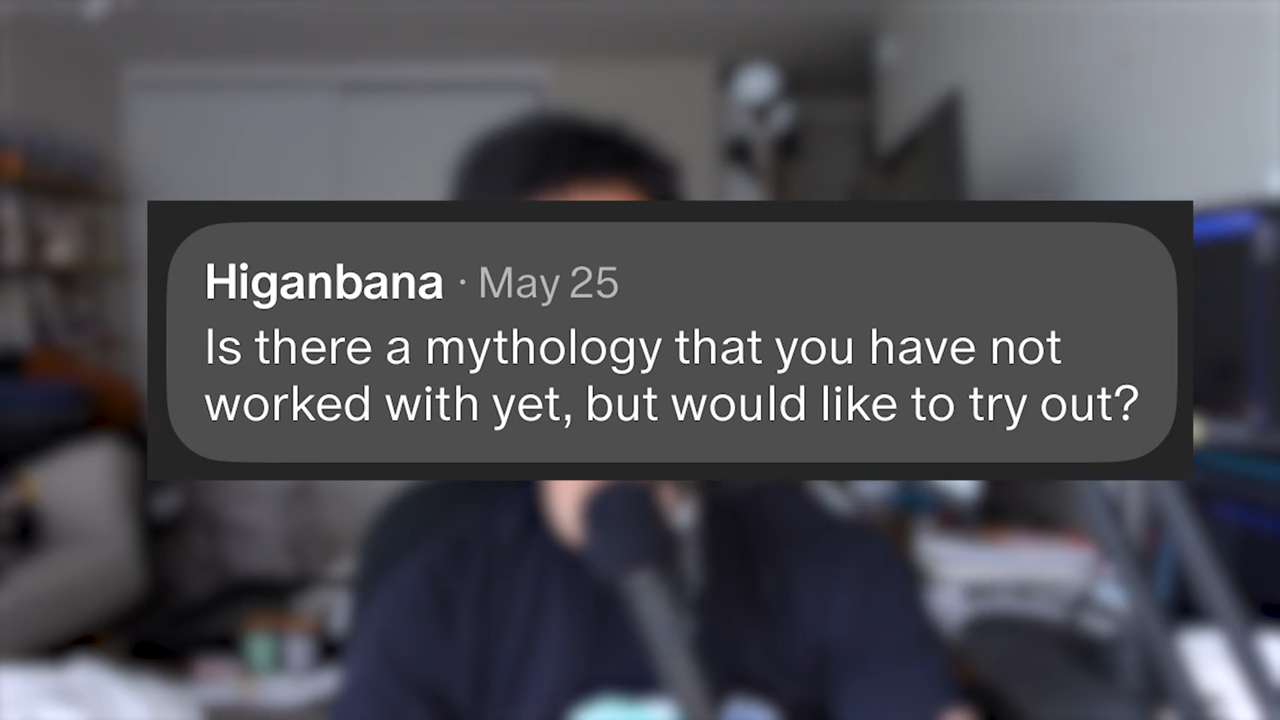 Higanbana · May 25
Is there a mythology that you have not
worked with yet, but would like to try out?